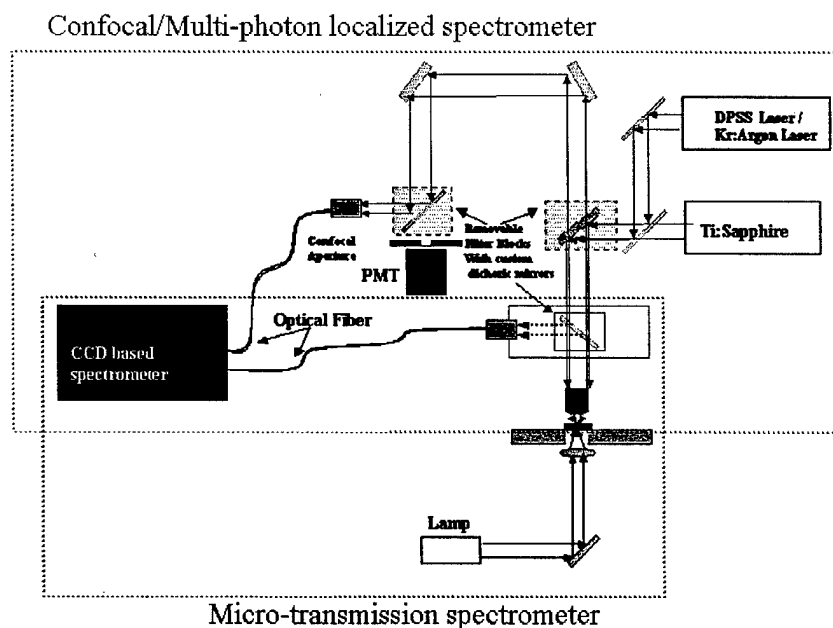 Confocal/Multi-photon localized spectrometer
DPSS Laser /
Kr:Argon Laser
Ti:Sapphire
Removable
Filter Blocks
With custom
dichroic mirrors
Confocal
Aperture
PMT
Optical Fiber
CCD based
spectrometer
Lamp
Micro-transmission spectrometer